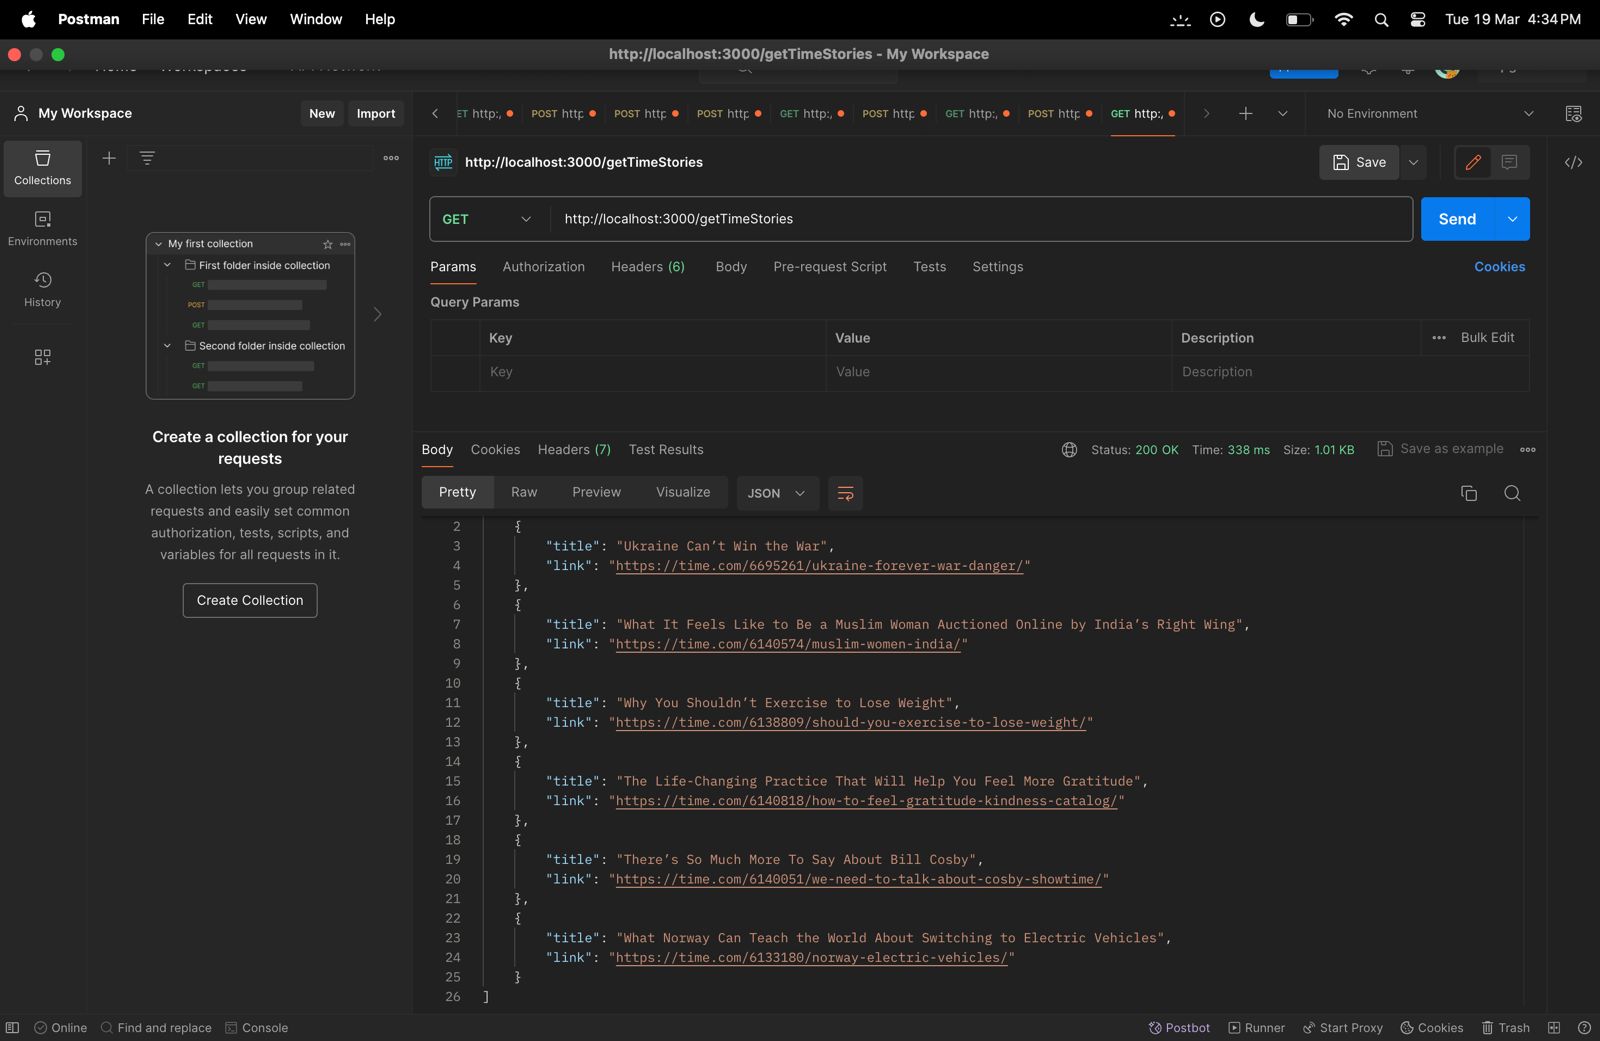 Postman File Edit View Window Help Tue 19 Mar 4:34 PM
http://localhost:3000/getTimeStories - My Workspace
My Workspace New Import
ET http:, POST http POST http POST http GET http:, POST http GET http:, POST http GET http:, No Environment
Collections
Environments
History
My first collection
First folder inside collection
GET
POST
GET
Second folder inside collection
GET
GET
Create a collection for your
requests
A collection lets you group related
requests and easily set common
authorization, tests, scripts, and
variables for all requests in it.
Create Collection
HTTP http://localhost:3000/getTimeStories Save
GET http://localhost:3000/getTimeStories Send
Params Authorization Headers (6) Body Pre-request Script Tests Settings Cookies
Query Params
Key Value Description Bulk Edit
Key Value Description
Body Cookies Headers (7) Test Results Status: 200 OK Time: 338 ms Size: 1.01 KB Save as example
Pretty Raw Preview Visualize JSON
2 {
3 "title": "Ukraine Can’t Win the War",
4 "link": "https://time.com/6695261/ukraine-forever-war-danger/"
5 },
6 {
7 "title": "What It Feels Like to Be a Muslim Woman Auctioned Online by India’s Right Wing",
8 "link": "https://time.com/6140574/muslim-women-india/"
9 },
10 {
11 "title": "Why You Shouldn’t Exercise to Lose Weight",
12 "link": "https://time.com/6138809/should-you-exercise-to-lose-weight/"
13 },
14 {
15 "title": "The Life-Changing Practice That Will Help You Feel More Gratitude",
16 "link": "https://time.com/6140818/how-to-feel-gratitude-kindness-catalog/"
17 },
18 {
19 "title": "There’s So Much More To Say About Bill Cosby",
20 "link": "https://time.com/6140051/we-need-to-talk-about-cosby-showtime/"
21 },
22 {
23 "title": "What Norway Can Teach the World About Switching to Electric Vehicles",
24 "link": "https://time.com/6133180/norway-electric-vehicles/"
25 }
26 ]
Online Find and replace Console Postbot Runner Start Proxy Cookies Trash